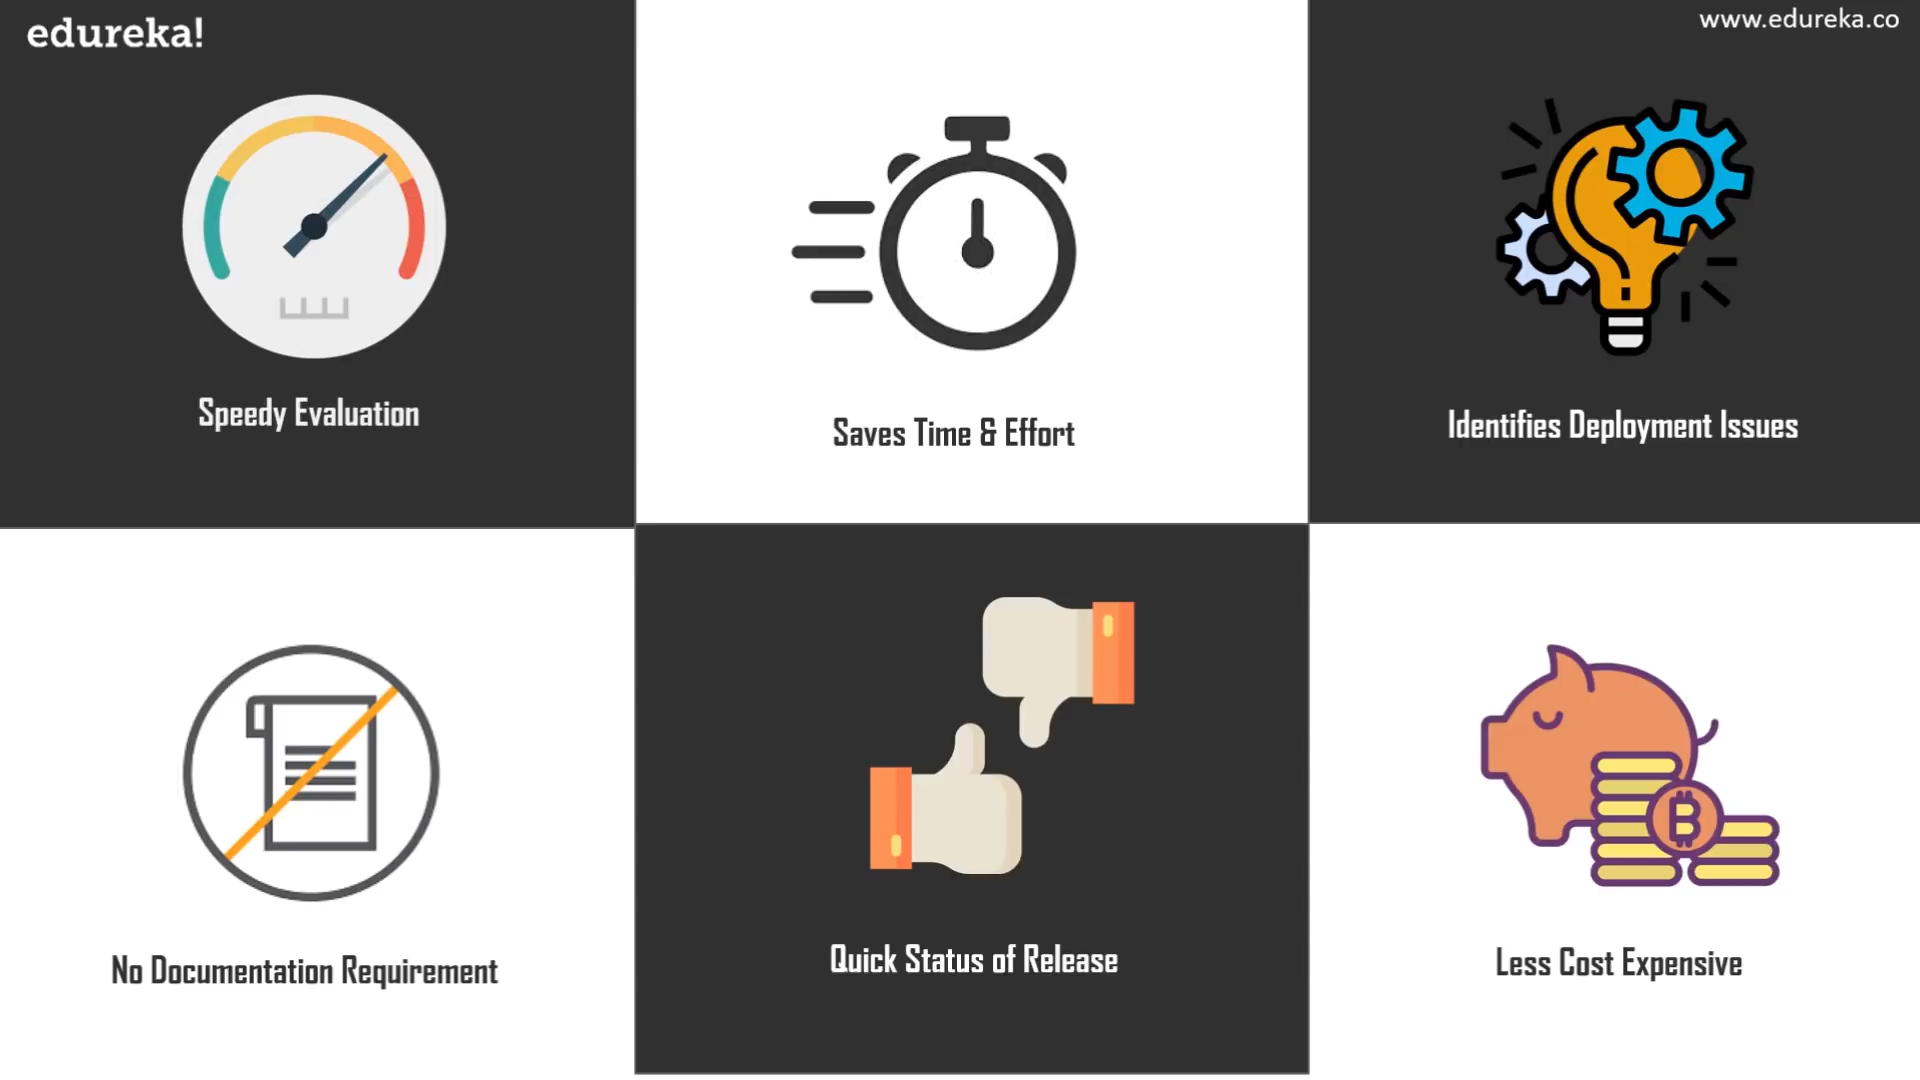 edureka!
www.edureka.co
Speedy Evaluation
Saves Time & Effort
Identifies Deployment Issues
No Documentation Requirement
Quick Status of Release
B
Less Cost Expensive